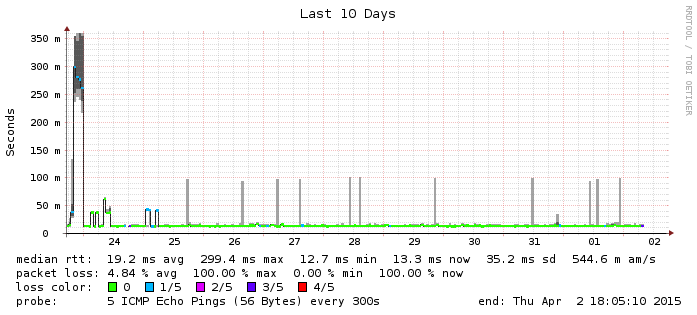 Last 10 Days
RRDTOOL / TOBI OETIKER
Seconds
350 m
300 m
250 m
200 m
150 m
100 m
50 m
0
24 25 26 27 28 29 30 31 01 02
median rtt: 19.2 ms avg 299.4 ms max 12.7 ms min 13.3 ms now 35.2 ms sd 544.6 m am/s
packet loss: 4.84 % avg 100.00 % max 0.00 % min 100.00 % now
loss color: 0 1/5 2/5 3/5 4/5
probe: 5 ICMP Echo Pings (56 Bytes) every 300s end: Thu Apr 2 18:05:10 2015